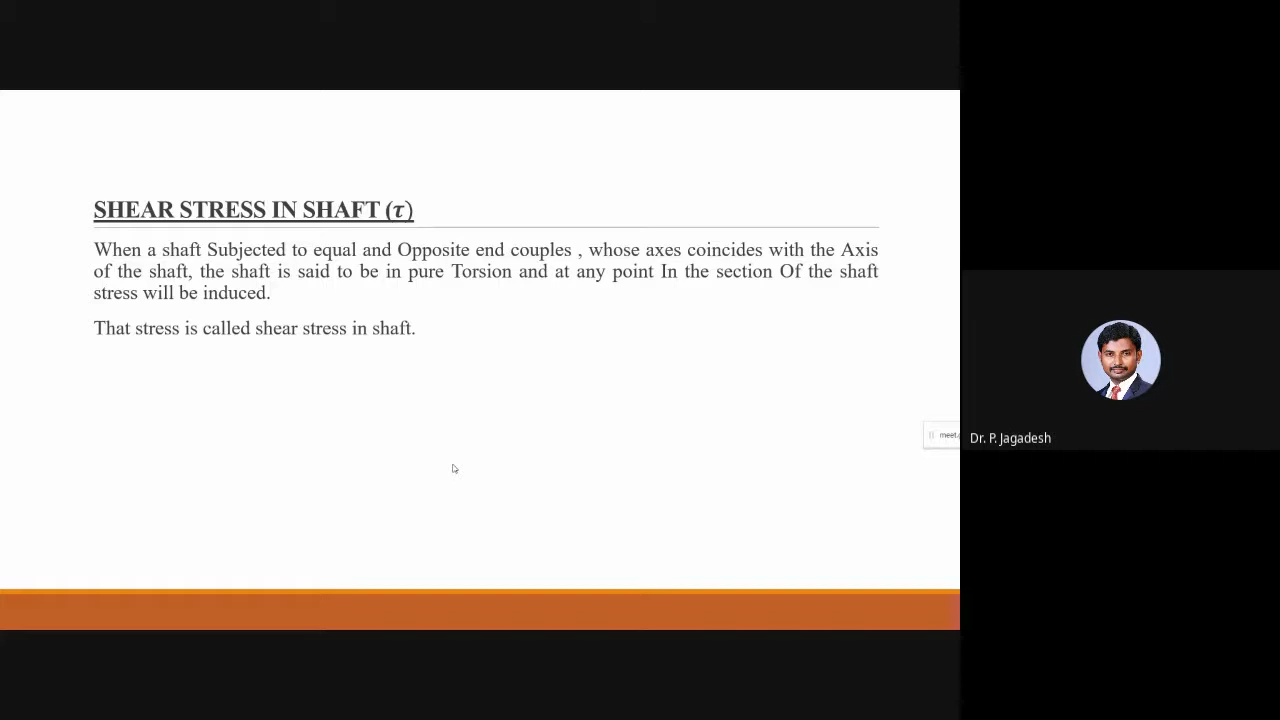 SHEAR STRESS IN SHAFT (τ)
When a shaft Subjected to equal and Opposite end couples , whose axes coincides with the Axis
of the shaft, the shaft is said to be in pure Torsion and at any point In the section Of the shaft
stress will be induced.
That stress is called shear stress in shaft.
meet.
Dr. P. Jagadesh